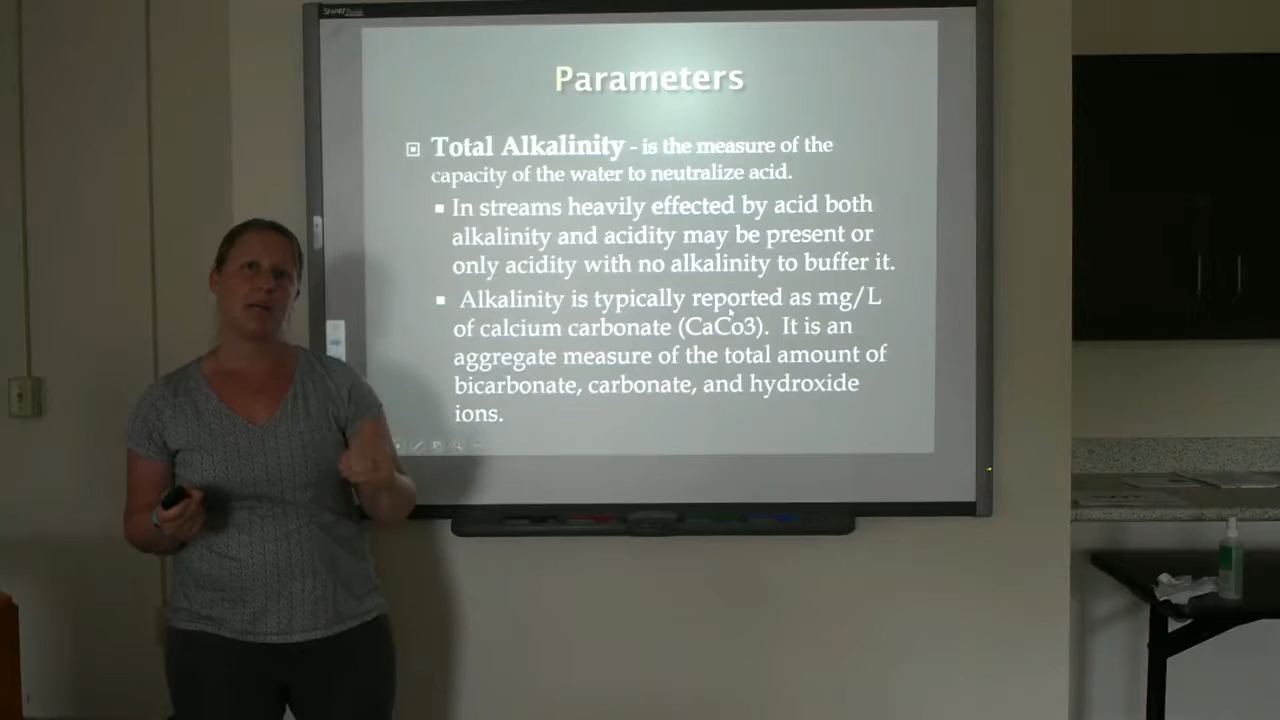 Parameters
Total Alkalinity - is the measure of the
capacity of the water to neutralize acid.
In streams heavily effected by acid both
alkalinity and acidity may be present or
only acidity with no alkalinity to buffer it.
Alkalinity is typically reported as mg/L
of calcium carbonate (CaCo3). It is an
aggregate measure of the total amount of
bicarbonate, carbonate, and hydroxide
ions.